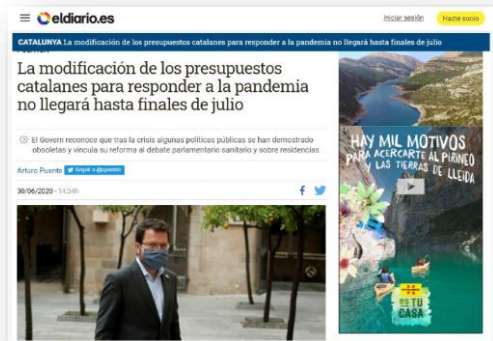 eldiario.es
Iniciar sesión
Hazte socio
CATALUNYA La modificación de los presupuestos catalanes para responder a la pandemia no llegará hasta finales de julio
La modificación de los presupuestos
catalanes para responder a la pandemia
no llegará hasta finales de julio
El Govern reconoce que tras la crisis algunas políticas públicas se han demostrado
obsoletas y vincula su reforma al debate parlamentario sanitario y sobre residencias
Arturo Puente Seguir a @apuente
30/06/2020 - 14:34h
HAY MIL MOTIVOS
PARA ACERCARTE AL PIRINEO
Y LAS TIERRAS DE LLEIDA
ES TU
CASA